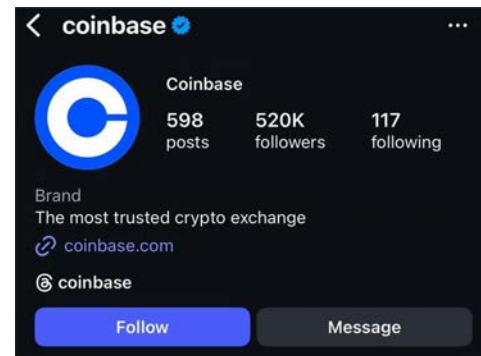 coinbase
Coinbase
598 520K 117
posts followers following
Brand
The most trusted crypto exchange
coinbase.com
coinbase
Follow Message